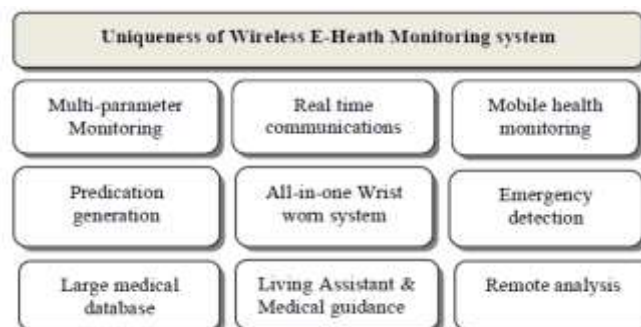 Uniqueness of Wireless E-Heath Monitoring system
Multi-parameter
Monitoring
Real time
communications
Mobile health
monitoring
Predication
generation
All-in-one Wrist
worn system
Emergency
detection
Large medical
database
Living Assistant &
Medical guidance
Remote analysis